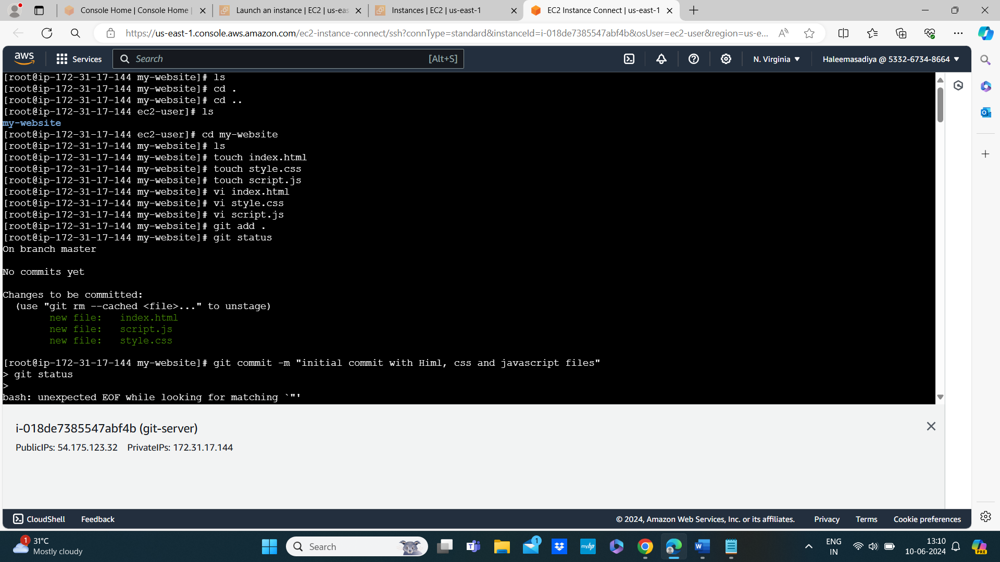 Console Home | Console Home |
Launch an instance | EC2 | us-eas
Instances | EC2 | us-east-1
EC2 Instance Connect | us-east-1
https://us-east-1.console.aws.amazon.com/ec2-instance-connect/ssh?connType=standard&instanceId=i-018de7385547abf4b&osUser=ec2-user&region=us-e...
aws
Services
Search
[Alt+S]
N. Virginia
Haleemasadiya @ 5332-6734-8664
[root@ip-172-31-17-144 my-website]# ls
[root@ip-172-31-17-144 my-website]# cd .
[root@ip-172-31-17-144 my-website]# cd ..
[root@ip-172-31-17-144 ec2-user]# ls
my-website
[root@ip-172-31-17-144 ec2-user]# cd my-website
[root@ip-172-31-17-144 my-website]# ls
[root@ip-172-31-17-144 my-website]# touch index.html
[root@ip-172-31-17-144 my-website]# touch style.css
[root@ip-172-31-17-144 my-website]# touch script.js
[root@ip-172-31-17-144 my-website]# vi index.html
[root@ip-172-31-17-144 my-website]# vi style.css
[root@ip-172-31-17-144 my-website]# vi script.js
[root@ip-172-31-17-144 my-website]# git add .
[root@ip-172-31-17-144 my-website]# git status
On branch master
No commits yet
Changes to be committed:
(use "git rm --cached <file>..." to unstage)
new file: index.html
new file: script.js
new file: style.css
[root@ip-172-31-17-144 my-website]# git commit -m "initial commit with Himl, css and javascript files"
> git status
>
bash: unexpected EOF while looking for matching `"'
i-018de7385547abf4b (git-server)
PublicIPs: 54.175.123.32 PrivateIPs: 172.31.17.144
CloudShell
Feedback
© 2024, Amazon Web Services, Inc. or its affiliates.
Privacy
Terms
Cookie preferences
1
31°C
Mostly cloudy
Search
1
myhp
ENG
IN
13:10
10-06-2024
PRE